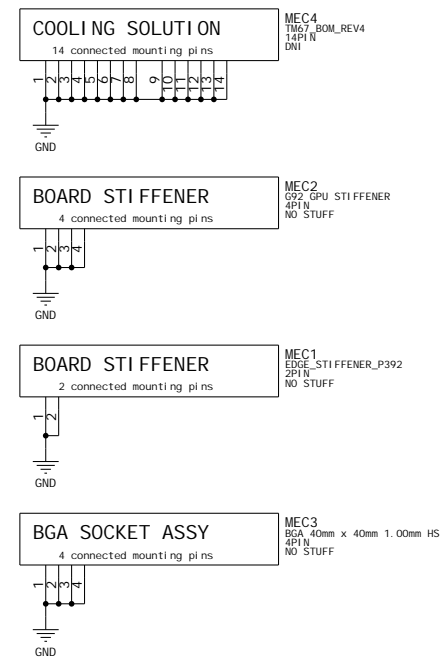 COOLING SOLUTION
14 connected mounting pins
MEC4
TM67_BOM_REV4
14PIN
DNI
1 2 3 4 5 6 7 8 9 10 11 12 13 14
GND
BOARD STIFFENER
4 connected mounting pins
MEC2
G92 GPU STIFFENER
4PIN
NO STUFF
1 2 3 4
GND
BOARD STIFFENER
2 connected mounting pins
MEC1
EDGE_STIFFENER_P392
2PIN
NO STUFF
1 2
GND
BGA SOCKET ASSY
4 connected mounting pins
MEC3
BGA 40mm x 40mm 1.00mm HS
4PIN
NO STUFF
1 2 3 4
GND